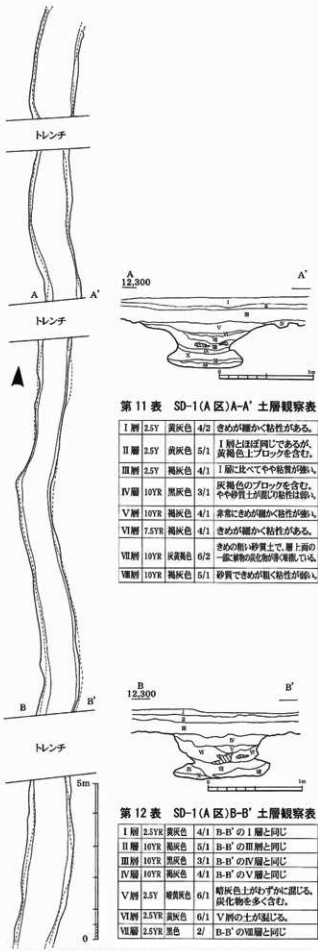 トレンチ
A A'
トレンチ
B B'
トレンチ
5m
0
A A'
12,300
I
II
III
IV
V
VI
0 1m
第11表 SD-1(A区)A-A' 土層観察表
I層 2.5Y 黄灰色 4/2 きめが細かく粘性がある。
II層 2.5Y 黄灰色 5/1 I層とほぼ同じであるが、
黄褐色土ブロックを含む。
III層 2.5Y 褐灰色 4/1 I層に比べてやや粘質が強い。
IV層 10YR 黒灰色 3/1 灰褐色のブロックを含む。
やや砂質土が混じり粘性は弱い。
V層 10YR 褐灰色 4/1 非常にきめが細かく粘性が強い。
VI層 7.5YR 褐灰色 4/1 きめが細かく粘性がある。
VII層 10YR 灰黄褐色 6/2 きめの粗い砂質土で、層上面の
一部に植物の炭化物が薄く堆積している。
VIII層 10YR 褐灰色 5/1 砂質できめが粗く粘性が弱い。
B B'
12,300
I
II
III
IV
V
VI
0 1m
第12表 SD-1(A区)B-B' 土層観察表
I層 2.5YR 黄灰色 4/1 B-B'のI層と同じ
II層 10YR 褐灰色 5/1 B-B'のIII層と同じ
III層 10YR 黒灰色 3/1 B-B'のIV層と同じ
IV層 10YR 褐灰色 4/1 B-B'のV層と同じ
V層 2.5Y 暗黄灰色 6/1 暗灰色土がわずかに混じる。
炭化物を多く含む。
VI層 2.5YR 黄灰色 6/1 V層の土が混じる。
VII層 2.5YR 黒色 2/ B-B'のVII層と同じ